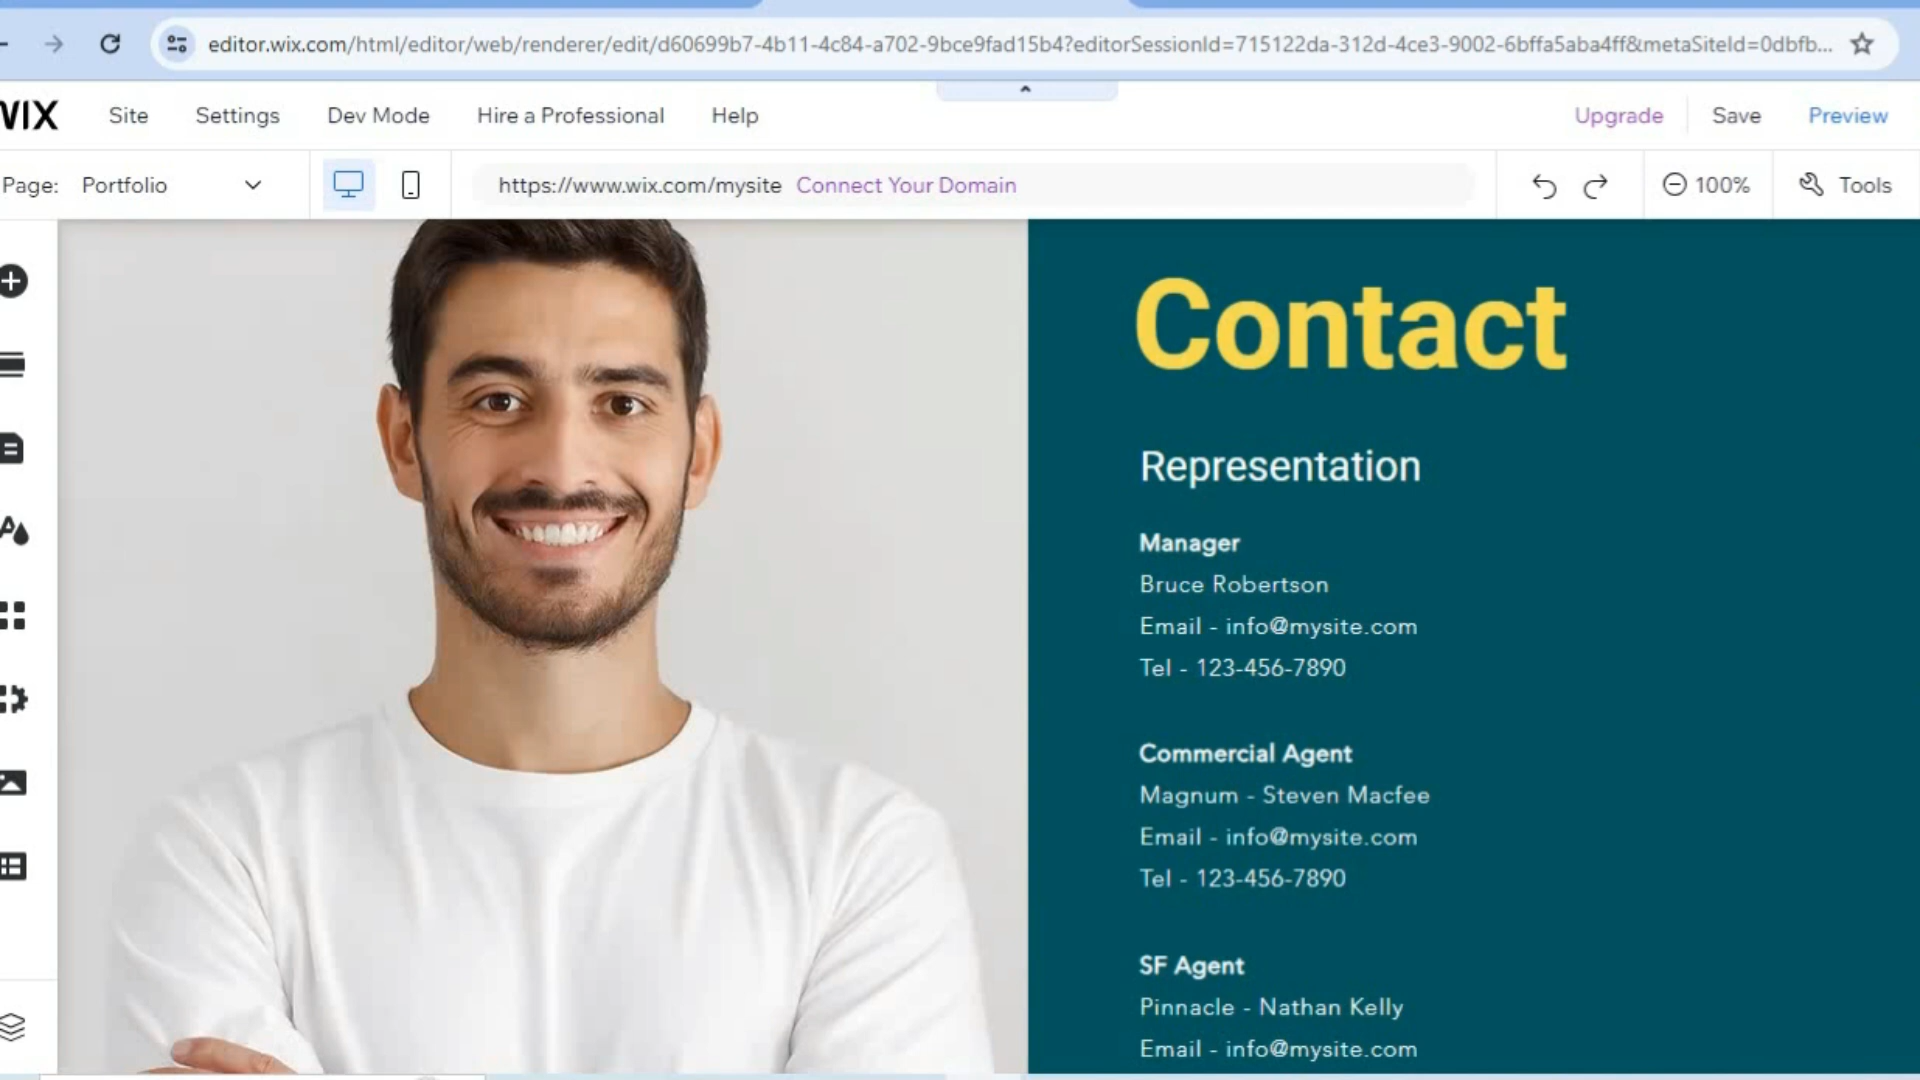 editor.wix.com/html/editor/web/renderer/edit/d60699b7-4b11-4c84-a702-9bce9fad15b4?editorSessionId=715122da-312d-4ce3-9002-6bffa5aba4ff&metaSiteId=0dbfb...
WIX Site Settings Dev Mode Hire a Professional Help Upgrade Save Preview
Page: Portfolio https://www.wix.com/mysite Connect Your Domain 100% Tools
Contact
Representation
Manager
Bruce Robertson
Email - info@mysite.com
Tel - 123-456-7890
Commercial Agent
Magnum - Steven Macfee
Email - info@mysite.com
Tel - 123-456-7890
SF Agent
Pinnacle - Nathan Kelly
Email - info@mysite.com